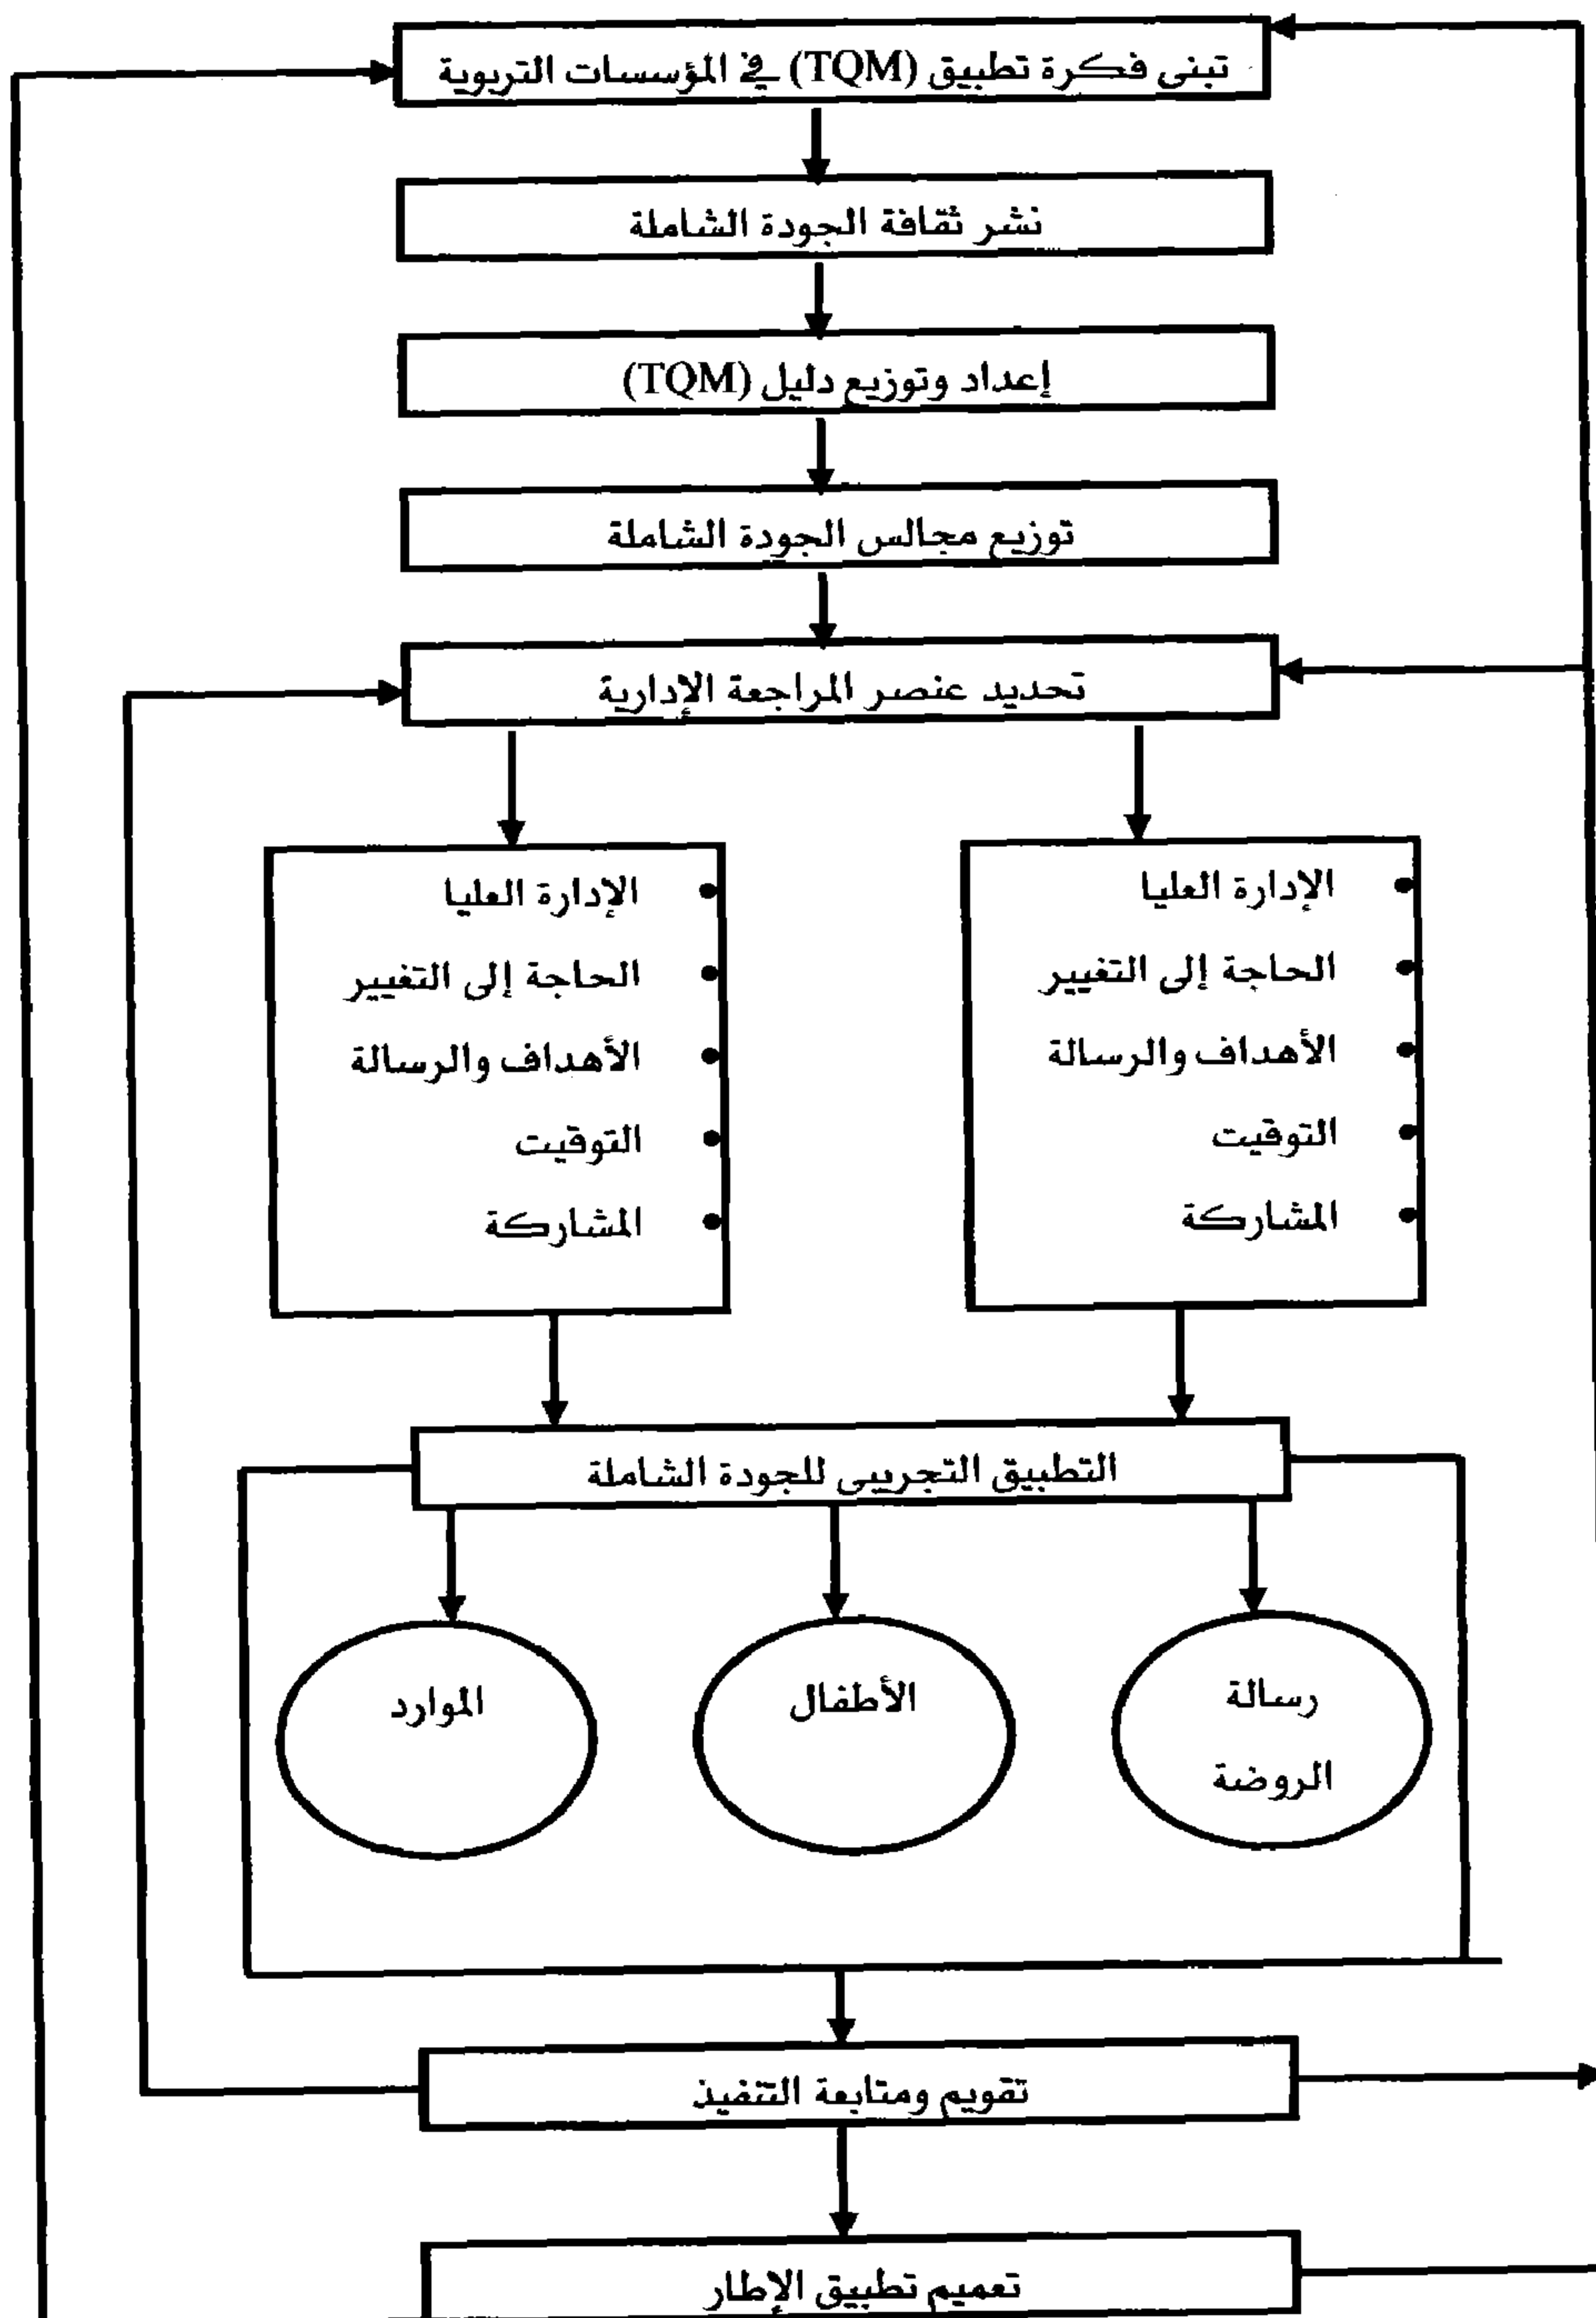 تبنى فكرة تطبيق (TQM) في المؤسسات التربوية
نشر ثقافة الجودة الشاملة
إعداد وتوزيع دليل (TQM)
توزيع مجالس الجودة الشاملة
تحديد عنصر المراجعة الإدارية
• الإدارة العليا
• الحاجة إلى التغيير
• الأهداف والرسالة
• التوقيت
• المشاركة
• الإدارة العليا
• الحاجة إلى التغيير
• الأهداف والرسالة
• التوقيت
• المشاركة
التطبيق التجريبى للجودة الشاملة
رسالة
الروضة
الأطفال
الموارد
تقويم ومتابعة التنفيذ
تعميم تطبيق الإطار